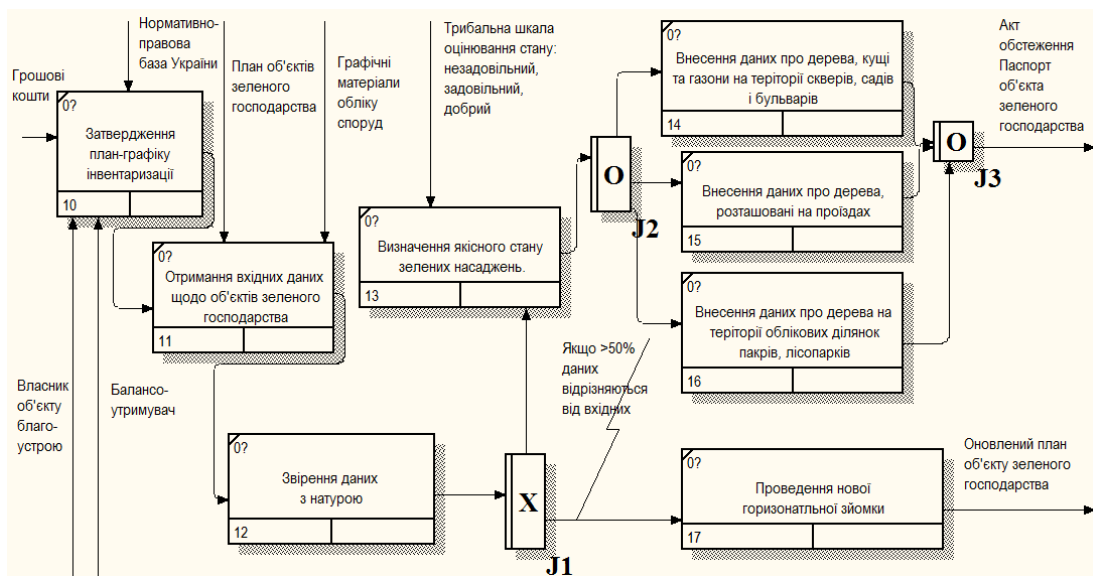 Грошові
кошти
Нормативно-
правова
база України
План об'єктів
зеленого
господарства
Графічні
матеріали
обліку
споруд
Трибальна шкала
оцінювання стану:
незадовільний,
задовільний,
добрий
0?
Внесення даних про дерева, кущі
та газони на теріторії скверів, садів
і бульварів
14
Акт
обстеження
Паспорт
об'єкта
зеленого
господарства
0?
Затвердження
план-графіку
інвентаризації
10
O
J2
O
J3
0?
Внесення даних про дерева,
розташовані на проїздах
15
0?
Визначення якісного стану
зелених насаджень.
13
0?
Отримання вхідних даних
щодо об'єктів зеленого
господарства
11
0?
Внесення даних про дерева на
теріторії облікових ділянок
пакрів, лісопарків
16
Якщо >50%
даних
відрізняються
від вхідних
Власник
об'єкту
благо-
устрою
Балансо-
утримувач
0?
Звірення даних
з натурою
12
X
J1
0?
Проведення нової
горизонатльної зйомки
17
Оновлений план
об'єкту зеленого
господарства